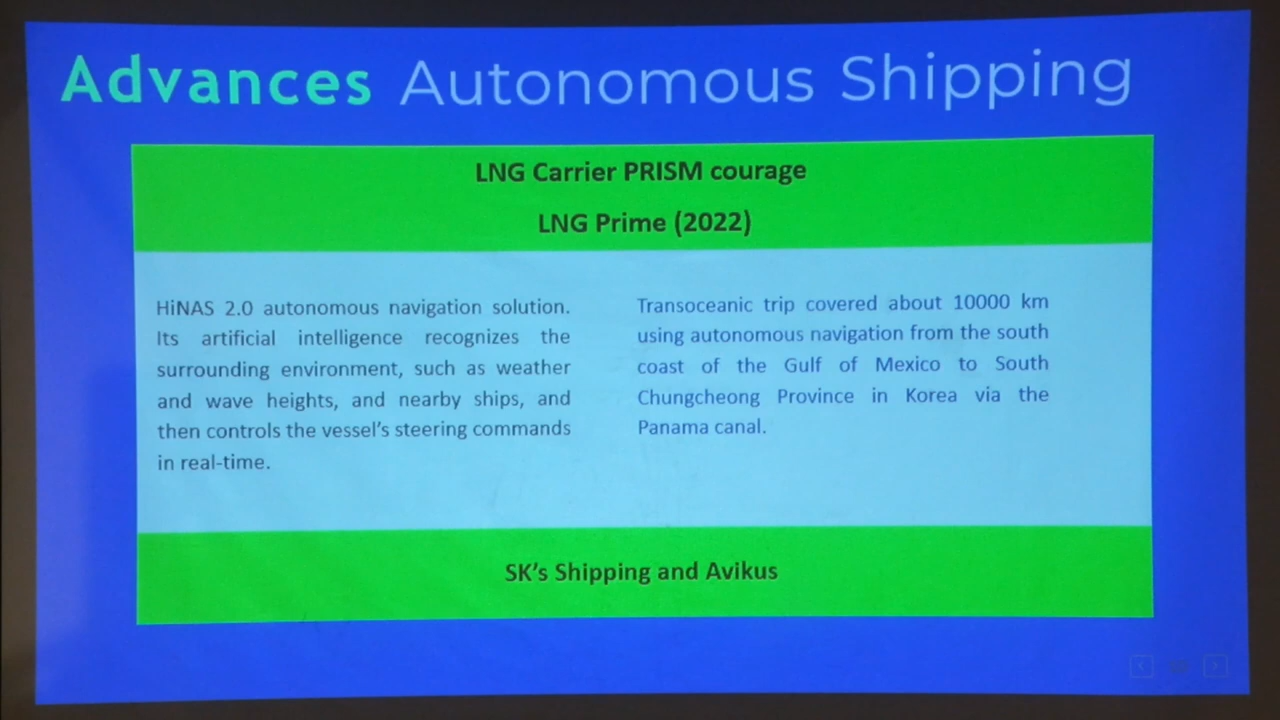 Advances Autonomous Shipping
LNG Carrier PRISM courage
LNG Prime (2022)
HiNAS 2.0 autonomous navigation solution.
Its artificial intelligence recognizes the
surrounding environment, such as weather
and wave heights, and nearby ships, and
then controls the vessel's steering commands
in real-time.
Transoceanic trip covered about 10000 km
using autonomous navigation from the south
coast of the Gulf of Mexico to South
Chungcheong Province in Korea via the
Panama canal.
SK's Shipping and Avikus